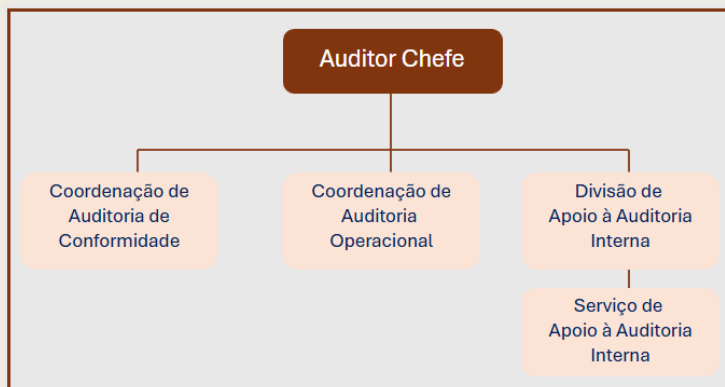 Auditor Chefe
Coordenação de
Auditoria de
Conformidade
Coordenação de
Auditoria
Operacional
Divisão de
Apoio à Auditoria
Interna
Serviço de
Apoio à Auditoria
Interna